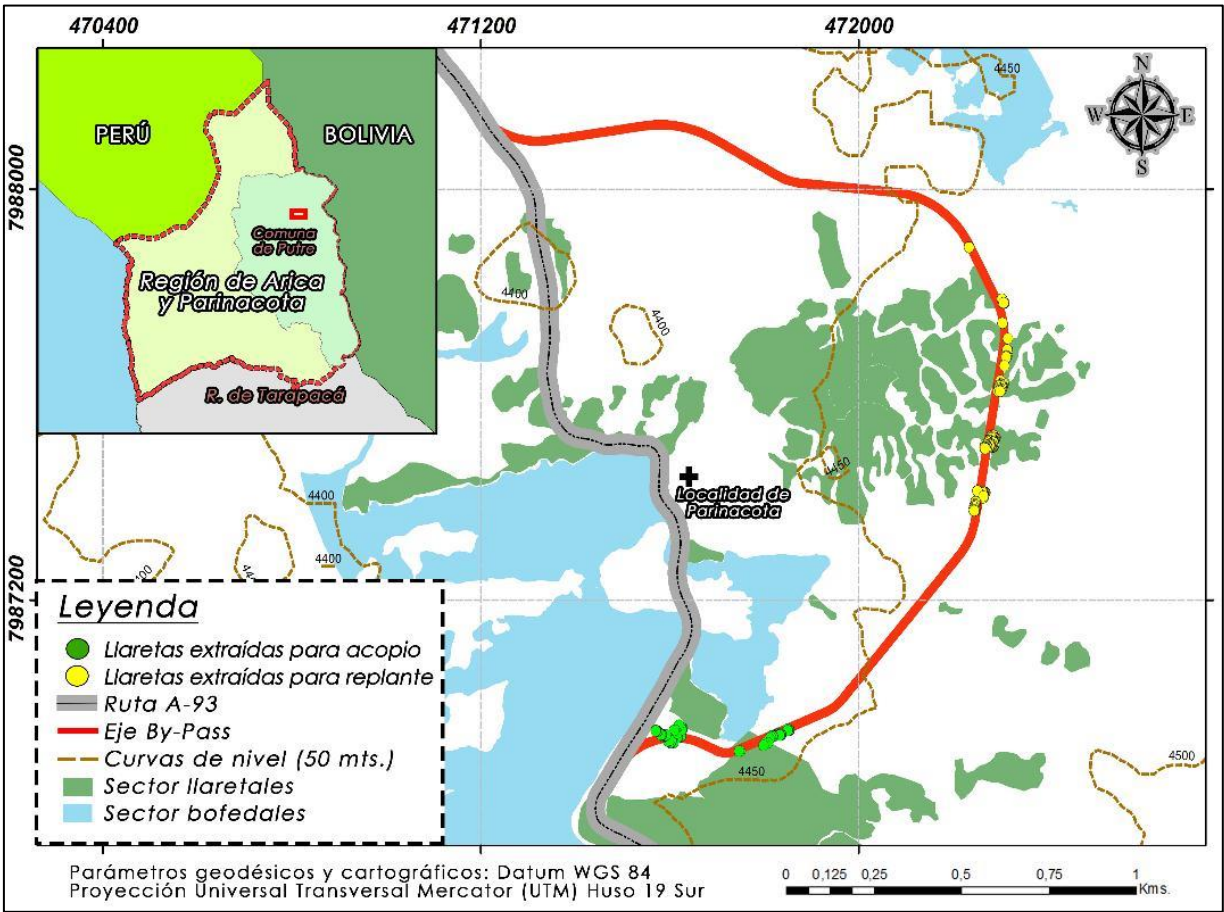 470400
471200
472000
7988000
7987200
PERÚ
BOLIVIA
Comuna
de Putre
Región de Arica
y Parinacota
R. de Tarapacá
4450
N
W
E
S
4400
4400
4450
Localidad de
Parinacota
4400
4400
4450
4500
Leyenda
Llaretas extraídas para acopio
Llaretas extraídas para replante
Ruta A-93
Eje By-Pass
Curvas de nivel (50 mts.)
Sector llaretales
Sector bofedales
Parámetros geodésicos y cartográficos: Datum WGS 84
Proyección Universal Transversal Mercator (UTM) Huso 19 Sur
0 0,125 0,25 0,5 0,75 1
Kms.